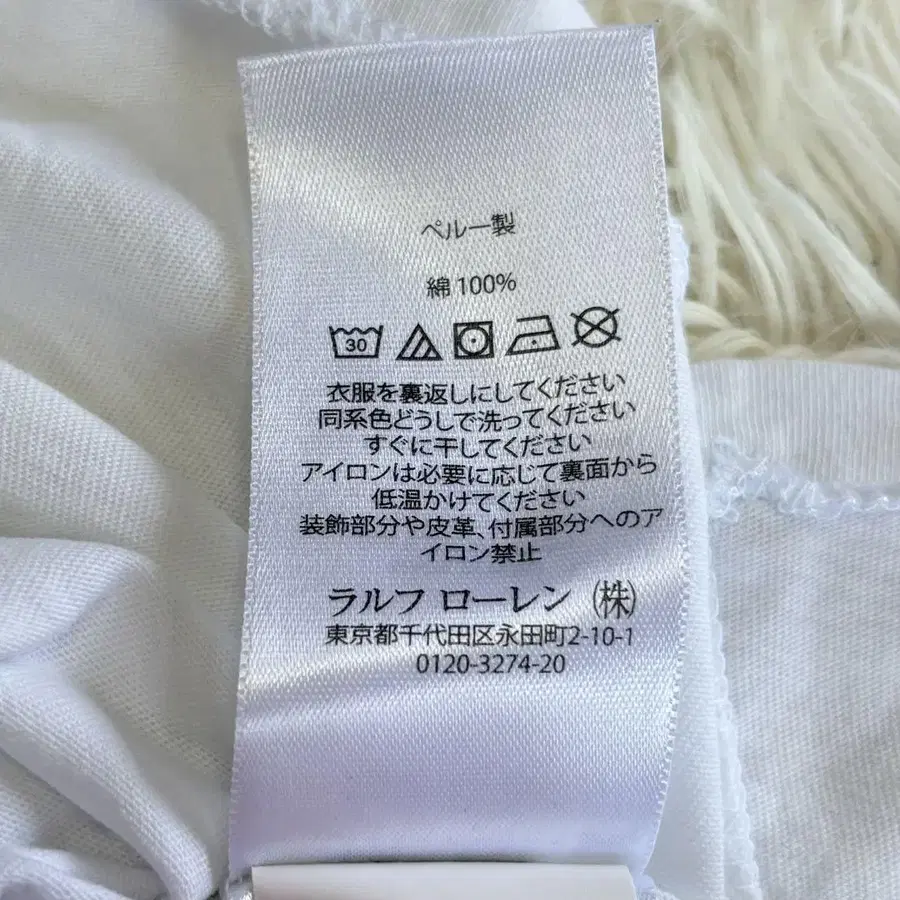 ペルー製
綿 100%
30
衣服を裏返しにしてください
同系色どうしで洗ってください
すぐに干してください
アイロンは必要に応じて裏面から
低温かけてください
装飾部分や皮革、付属部分へのア
イロン禁止
ラルフ ローレン (株)
東京都千代田区永田町2-10-1
0120-3274-20